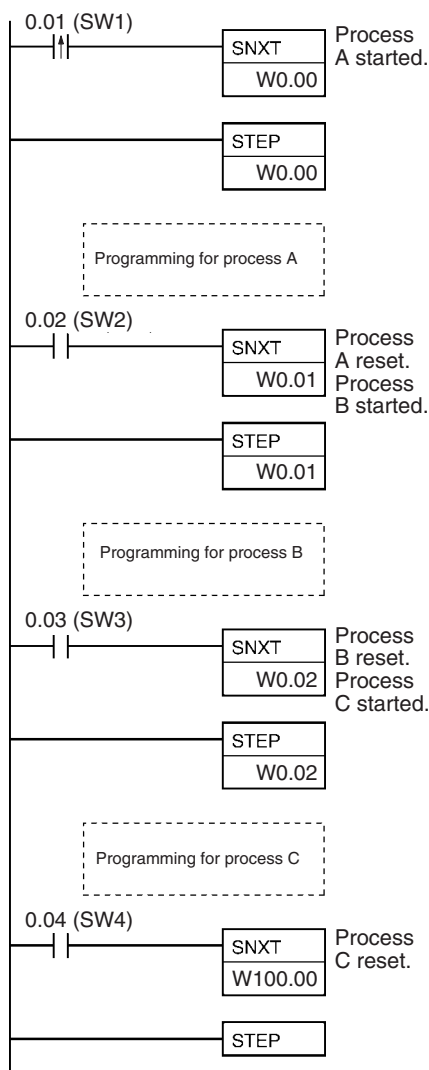 0.01 (SW1)
SNXT
W0.00
Process
A started.
STEP
W0.00
Programming for process A
0.02 (SW2)
SNXT
W0.01
Process
A reset.
Process
B started.
STEP
W0.01
Programming for process B
0.03 (SW3)
SNXT
W0.02
Process
B reset.
Process
C started.
STEP
W0.02
Programming for process C
0.04 (SW4)
SNXT
W100.00
Process
C reset.
STEP